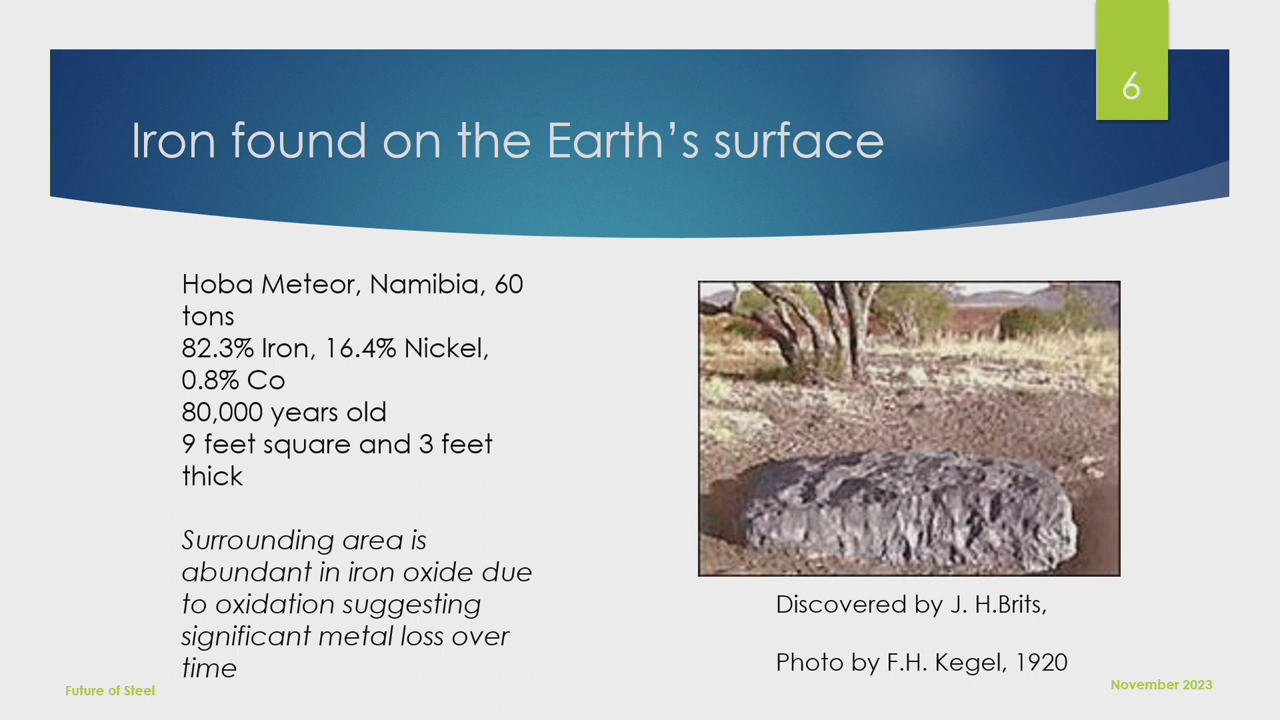 6
Iron found on the Earth’s surface
Hoba Meteor, Namibia, 60
tons
82.3% Iron, 16.4% Nickel,
0.8% Co
80,000 years old
9 feet square and 3 feet
thick
Surrounding area is
abundant in iron oxide due
to oxidation suggesting
significant metal loss over
time
Discovered by J. H.Brits,
Photo by F.H. Kegel, 1920
Future of Steel
November 2023